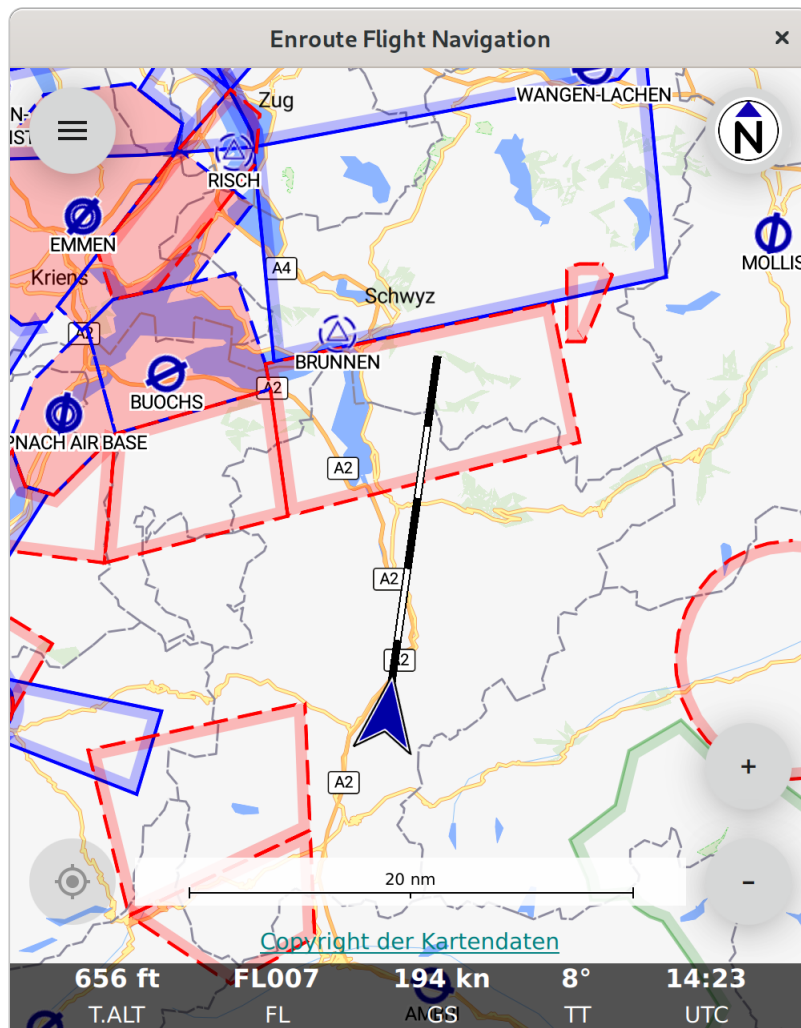 Enroute Flight Navigation
×
Zug
WANGEN-LACHEN
N
RISCH
EMMEN
MOLLIS
Kriens
A4
Schwyz
A2
BRUNNEN
A2
BUOCHS
PNACH AIR BASE
A2
A2
A2
A2
+
−
20 nm
Copyright der Kartendaten
656 ft FL007 194 kn 8° 14:23
T.ALT FL GS TT UTC